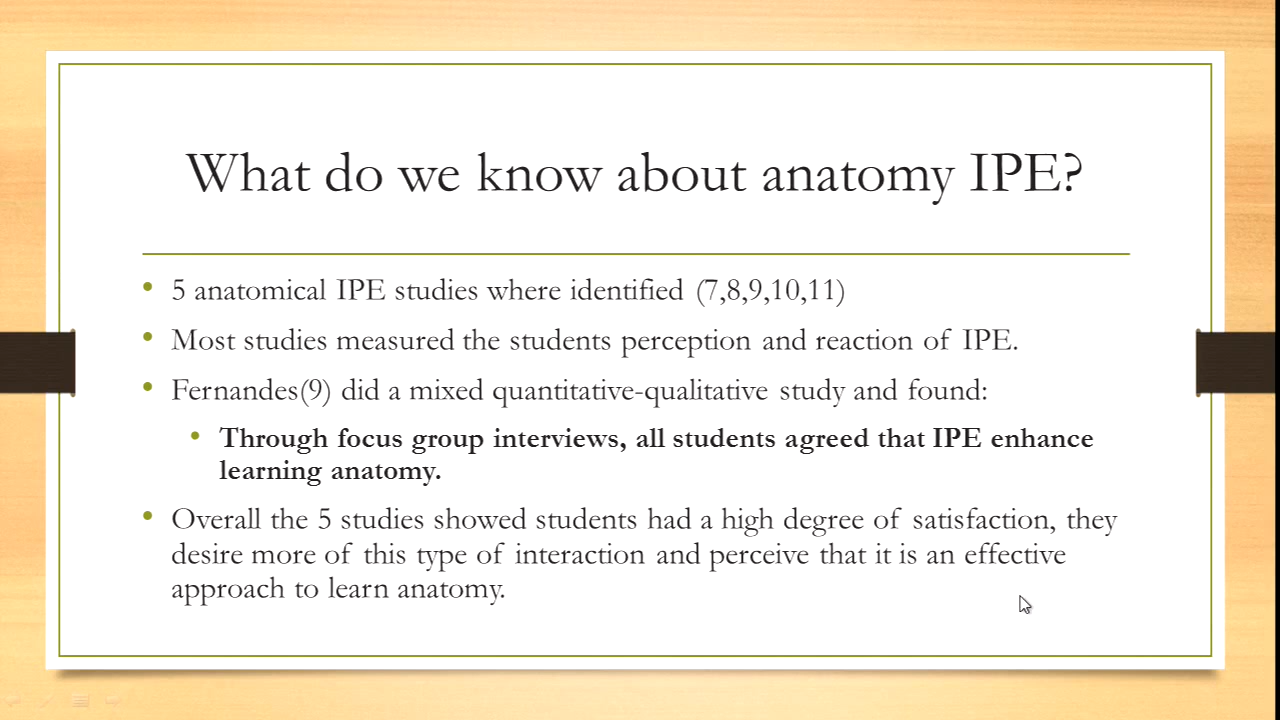 What do we know about anatomy IPE?
• 5 anatomical IPE studies where identified (7,8,9,10,11)
• Most studies measured the students perception and reaction of IPE.
• Fernandes(9) did a mixed quantitative-qualitative study and found:
• Through focus group interviews, all students agreed that IPE enhance
learning anatomy.
• Overall the 5 studies showed students had a high degree of satisfaction, they
desire more of this type of interaction and perceive that it is an effective
approach to learn anatomy.